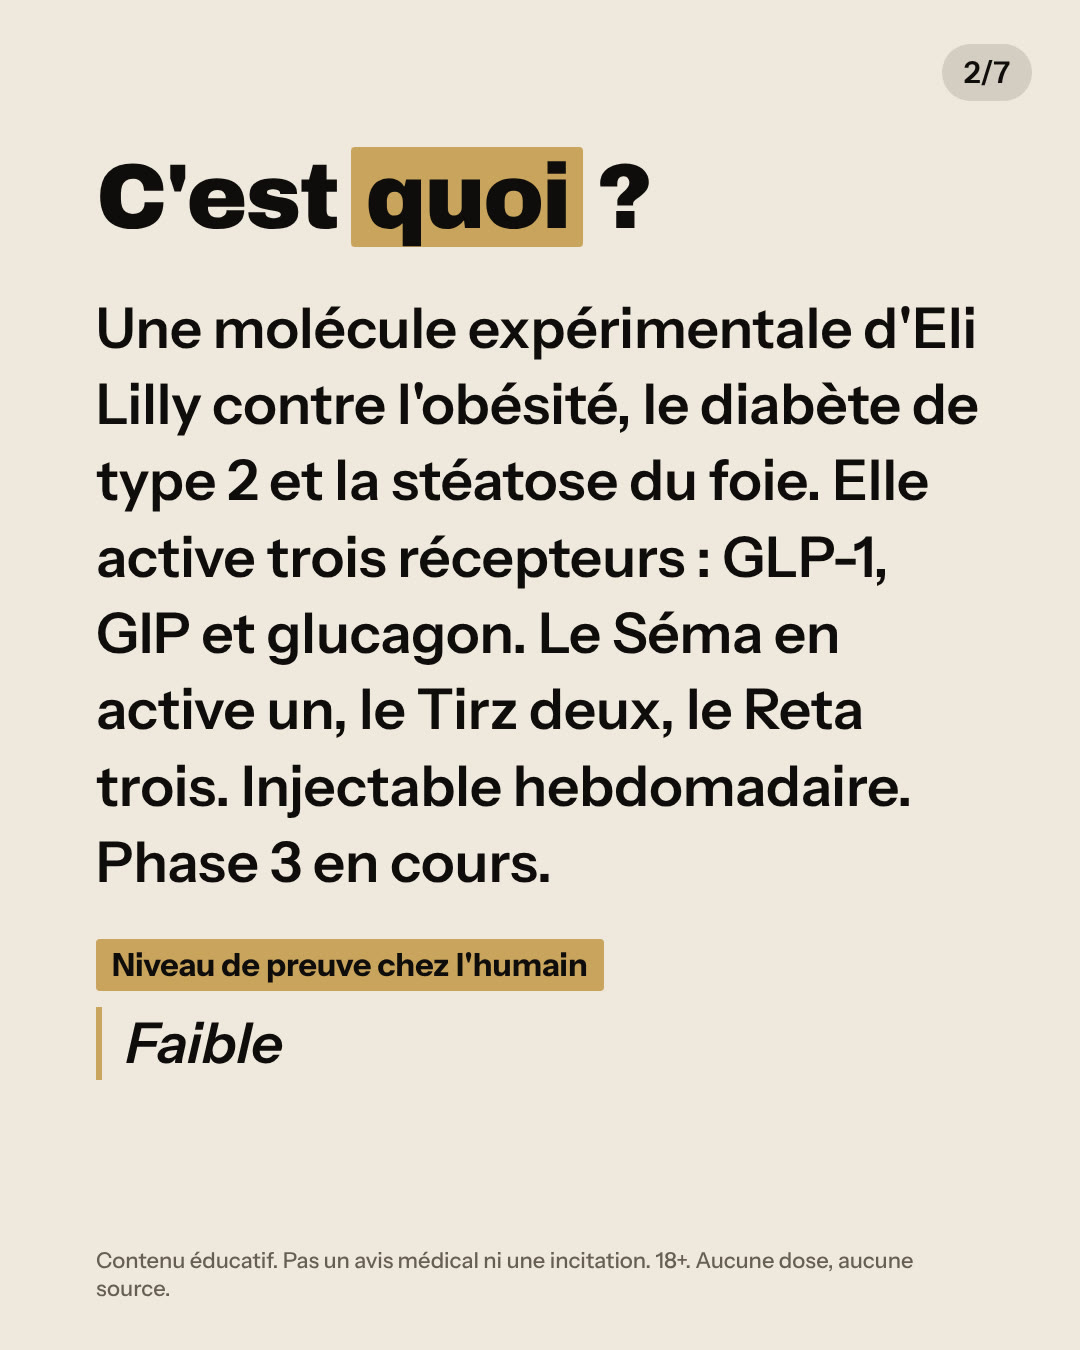 2/7
C'est quoi ?
Une molécule expérimentale d'Eli
Lilly contre l'obésité, le diabète de
type 2 et la stéatose du foie. Elle
active trois récepteurs : GLP-1,
GIP et glucagon. Le Séma en
active un, le Tirz deux, le Reta
trois. Injectable hebdomadaire.
Phase 3 en cours.
Niveau de preuve chez l'humain
Faible
Contenu éducatif. Pas un avis médical ni une incitation. 18+. Aucune dose, aucune
source.